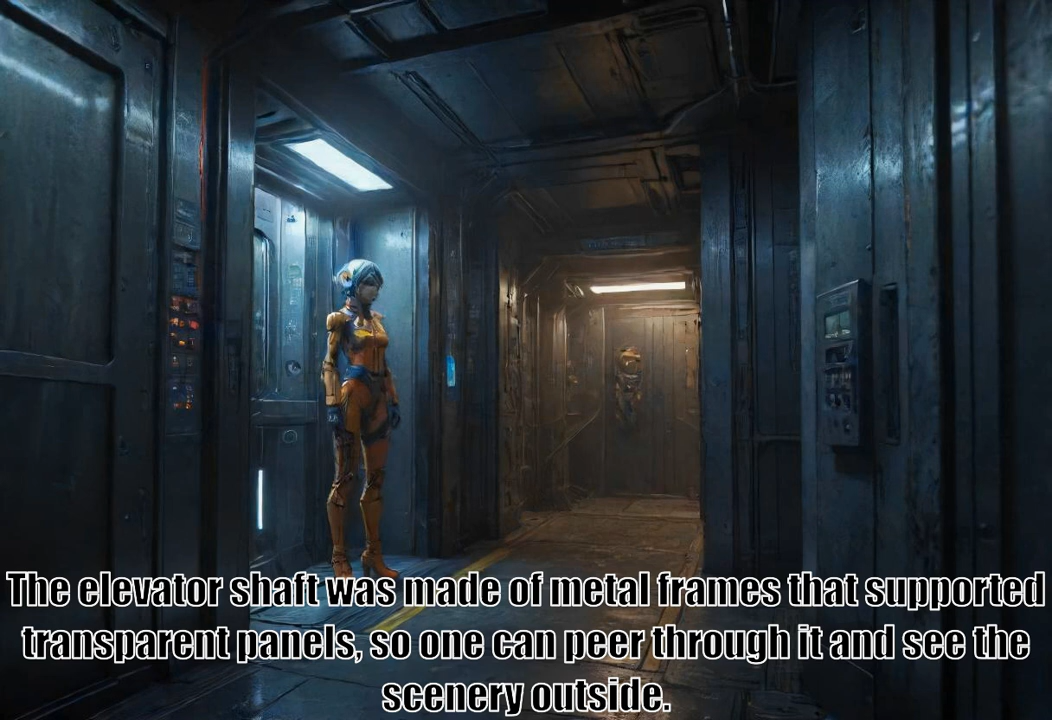 The elevator shaft was made of metal frames that supported
transparent panels, so one can peer through it and see the
scenery outside.